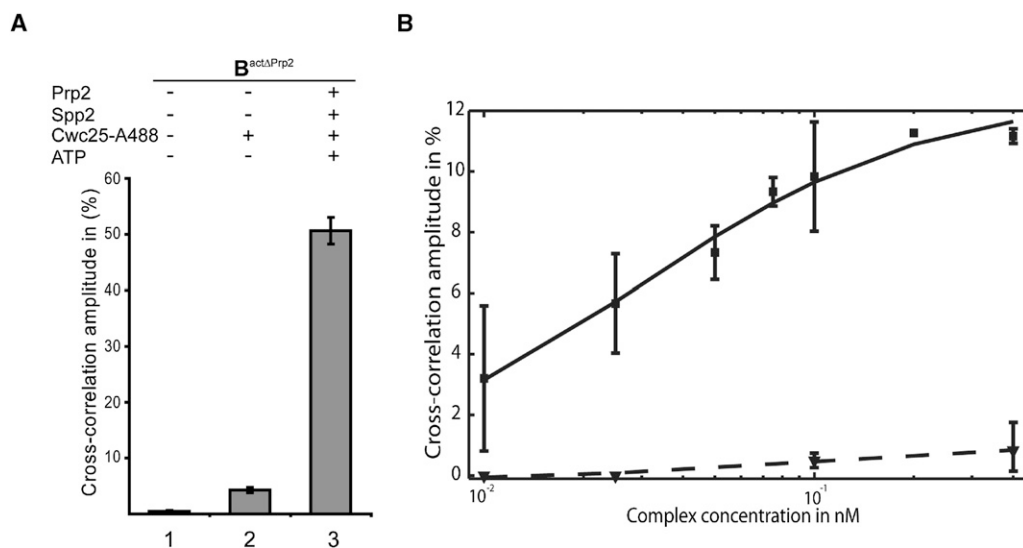 A
B
BactΔPrp2
Prp2 - - +
Spp2 - - +
Cwc25-A488 - + +
ATP - - +
Cross-correlation amplitude in (%)
60
50
40
30
20
10
1 2 3
Cross-correlation amplitude in %
12
10
8
6
4
2
0
10-2 10-1
Complex concentration in nM